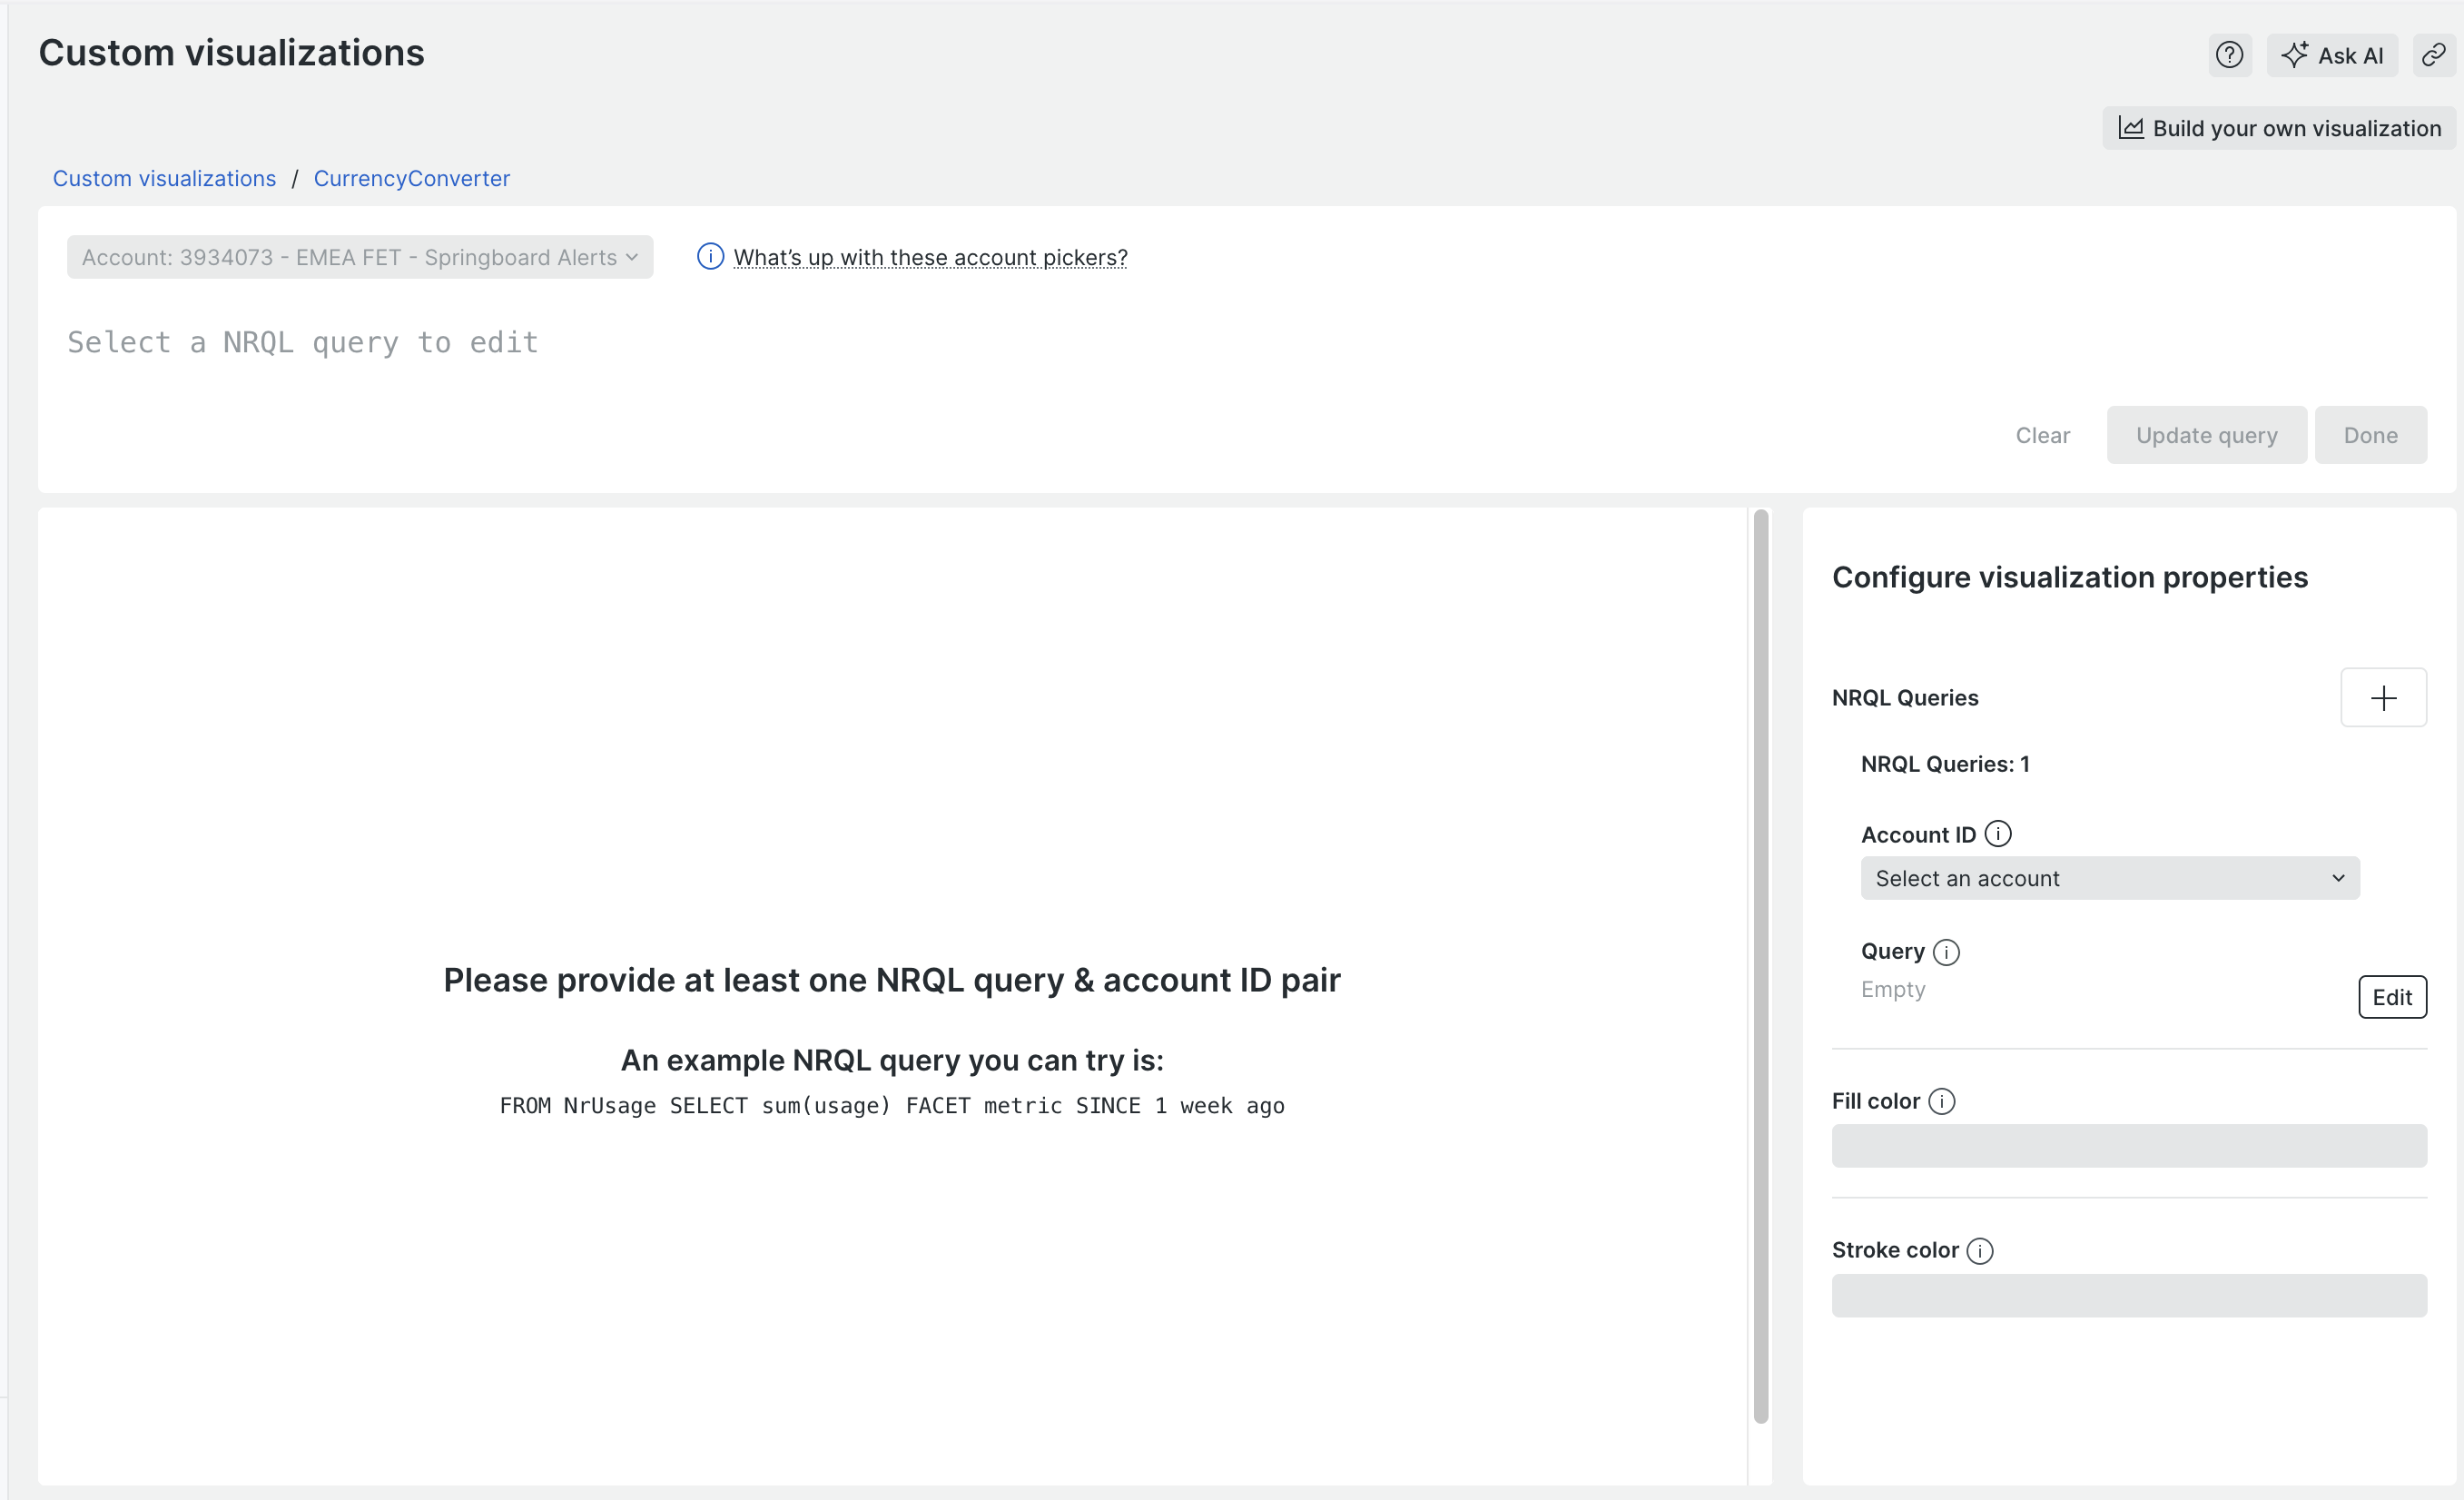 Custom visualizations
Ask AI
Build your own visualization
Custom visualizations / CurrencyConverter
Account: 3934073 - EMEA FET - Springboard Alerts
What’s up with these account pickers?
Select a NRQL query to edit
Clear
Update query
Done
Please provide at least one NRQL query & account ID pair
An example NRQL query you can try is:
FROM NrUsage SELECT sum(usage) FACET metric SINCE 1 week ago
Configure visualization properties
NRQL Queries
NRQL Queries: 1
Account ID
Select an account
Query
Empty
Edit
Fill color
Stroke color